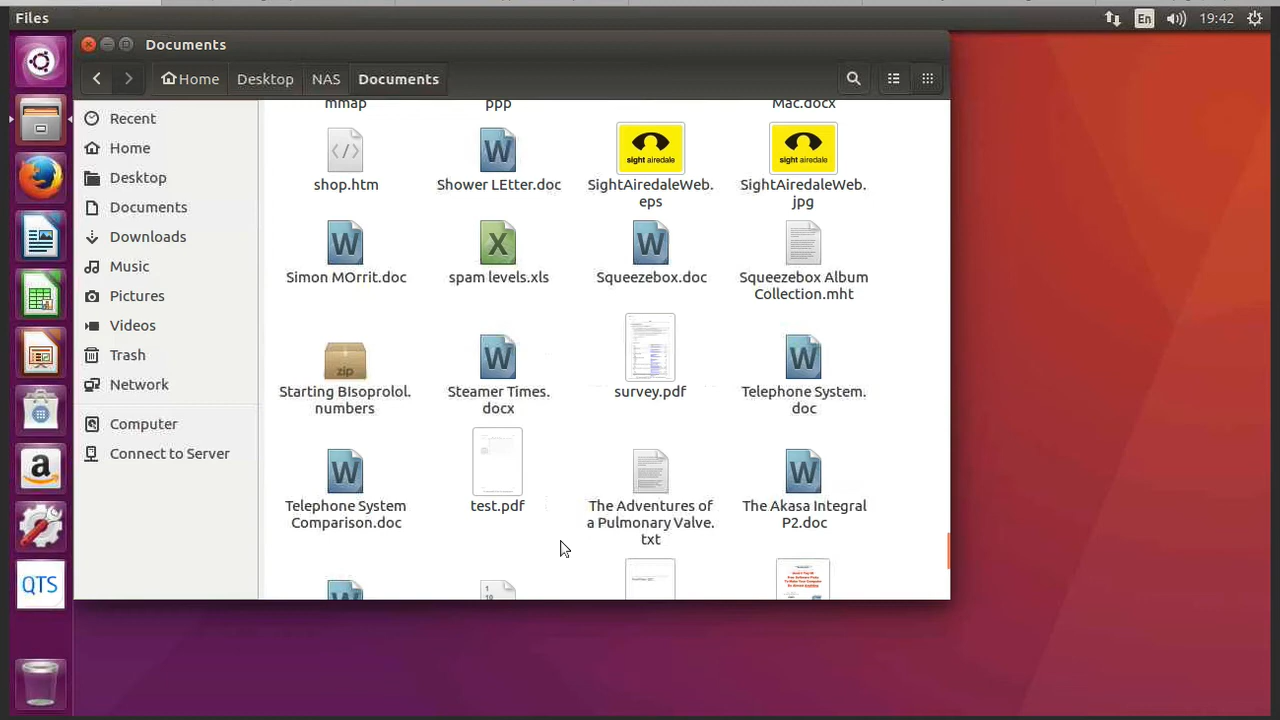 Files
En
19:42
Documents
Home
Desktop
NAS
Documents
Recent
Home
Desktop
Documents
Downloads
Music
Pictures
Videos
Trash
Network
Computer
Connect to Server
mmap
ppp
Mac.docx
shop.htm
Shower LEtter.doc
sight airedale
SightAiredaleWeb.
eps
sight airedale
SightAiredaleWeb.
jpg
Simon MOrrit.doc
spam levels.xls
Squeezebox.doc
Squeezebox Album
Collection.mht
zip
Starting BIsoprolol.
numbers
Steamer Times.
docx
survey.pdf
Telephone System.
doc
Telephone System
Comparison.doc
test.pdf
The Adventures of
a Pulmonary Valve.
txt
The Akasa Integral
P2.doc
QTS